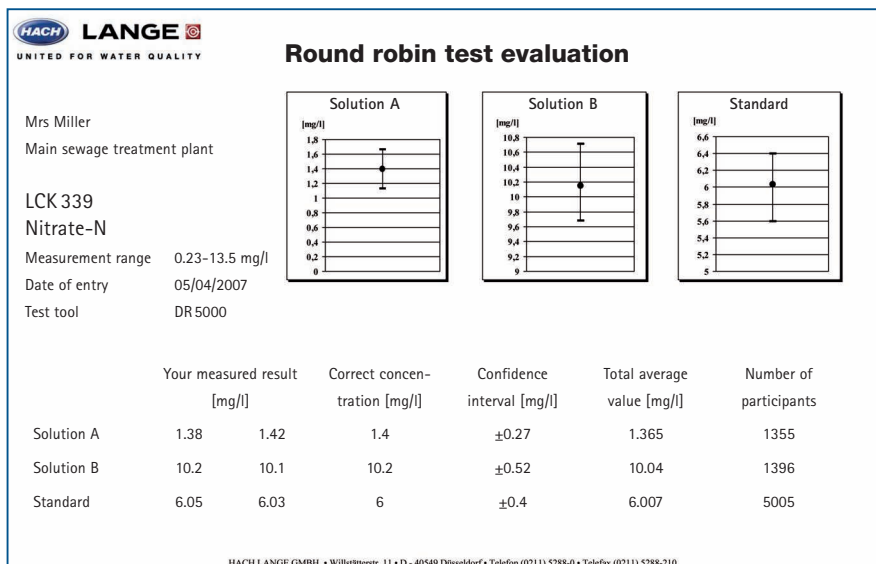 HACH LANGE
UNITED FOR WATER QUALITY
Round robin test evaluation
Mrs Miller
Main sewage treatment plant
LCK 339
Nitrate-N
Measurement range 0.23-13.5 mg/l
Date of entry 05/04/2007
Test tool DR 5000
Solution A
[mg/l]
1,8
1,6
1,4
1,2
1
0,8
0,6
0,4
0,2
0
Solution B
[mg/l]
10,8
10,6
10,4
10,2
10
9,8
9,6
9,4
9,2
9
Standard
[mg/l]
6,6
6,4
6,2
6
5,8
5,6
5,4
5,2
5
Your measured result Correct concen- Confidence Total average Number of
[mg/l] tration [mg/l] interval [mg/l] value [mg/l] participants
Solution A 1.38 1.42 1.4 ±0.27 1.365 1355
Solution B 10.2 10.1 10.2 ±0.52 10.04 1396
Standard 6.05 6.03 6 ±0.4 6.007 5005
HACH LANGE GMBH • Willstätterstr. 11 • D - 40549 Düsseldorf • Telefon (0211) 5288-0 • Telefax (0211) 5288-210